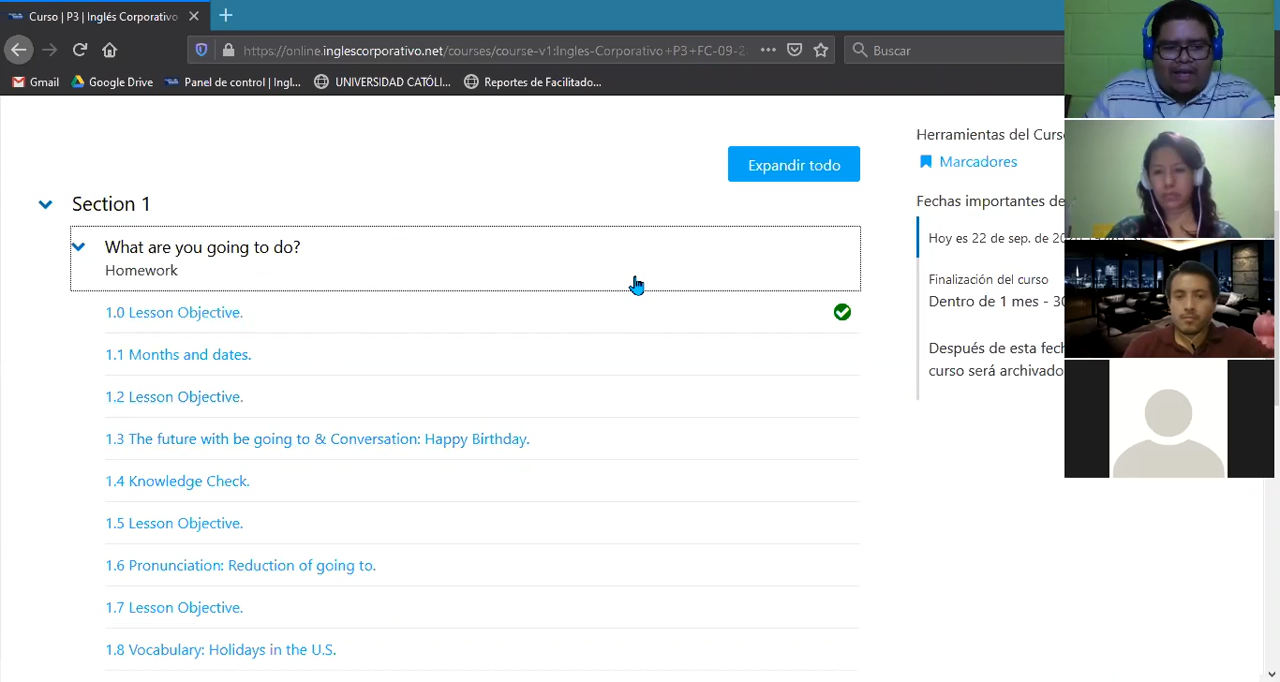 Curso | P3 | Inglés Corporativo
https://online.inglescorporativo.net/courses/course-v1:Ingles-Corporativo+P3+FC-09-2
Buscar
Gmail
Google Drive
Panel de control | Ingl...
UNIVERSIDAD CATÓLI...
Reportes de Facilitado...
Expandir todo
Section 1
What are you going to do?
Homework
1.0 Lesson Objective.
1.1 Months and dates.
1.2 Lesson Objective.
1.3 The future with be going to & Conversation: Happy Birthday.
1.4 Knowledge Check.
1.5 Lesson Objective.
1.6 Pronunciation: Reduction of going to.
1.7 Lesson Objective.
1.8 Vocabulary: Holidays in the U.S.
Herramientas del Curs
Marcadores
Fechas importantes de
Hoy es 22 de sep. de
Finalización del curso
Dentro de 1 mes - 30
Después de esta fech
curso será archivado